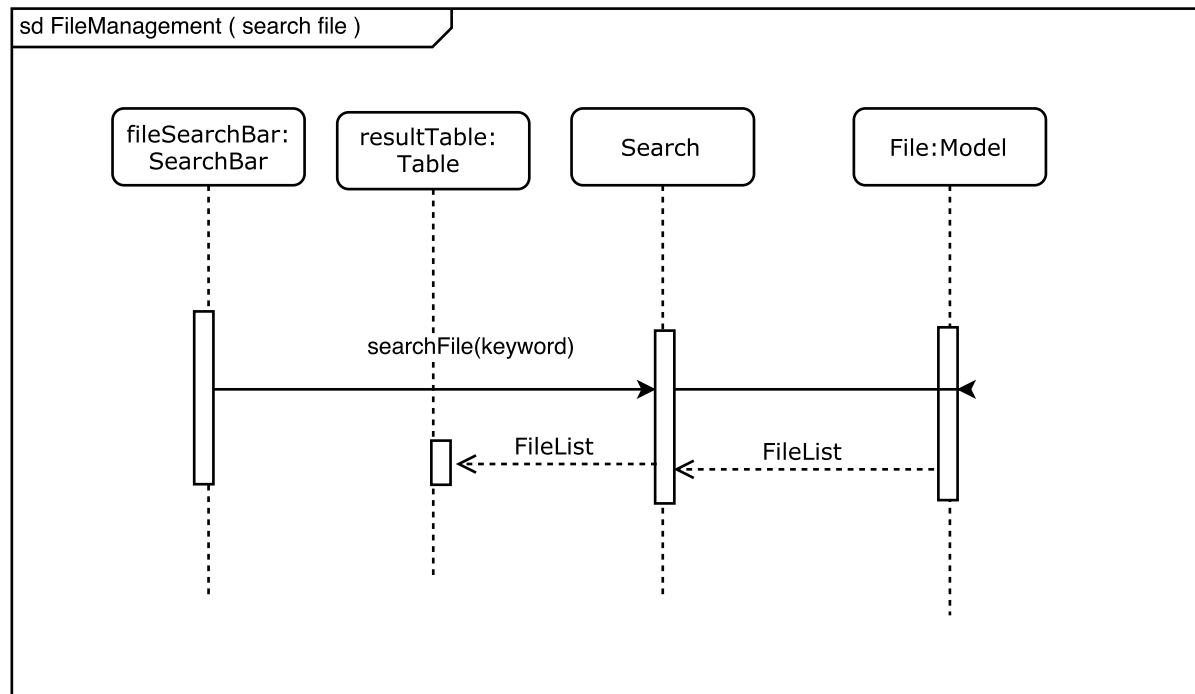 sd FileManagement ( search file )
fileSearchBar:
SearchBar
resultTable:
Table
Search
File:Model
searchFile(keyword)
FileList
FileList